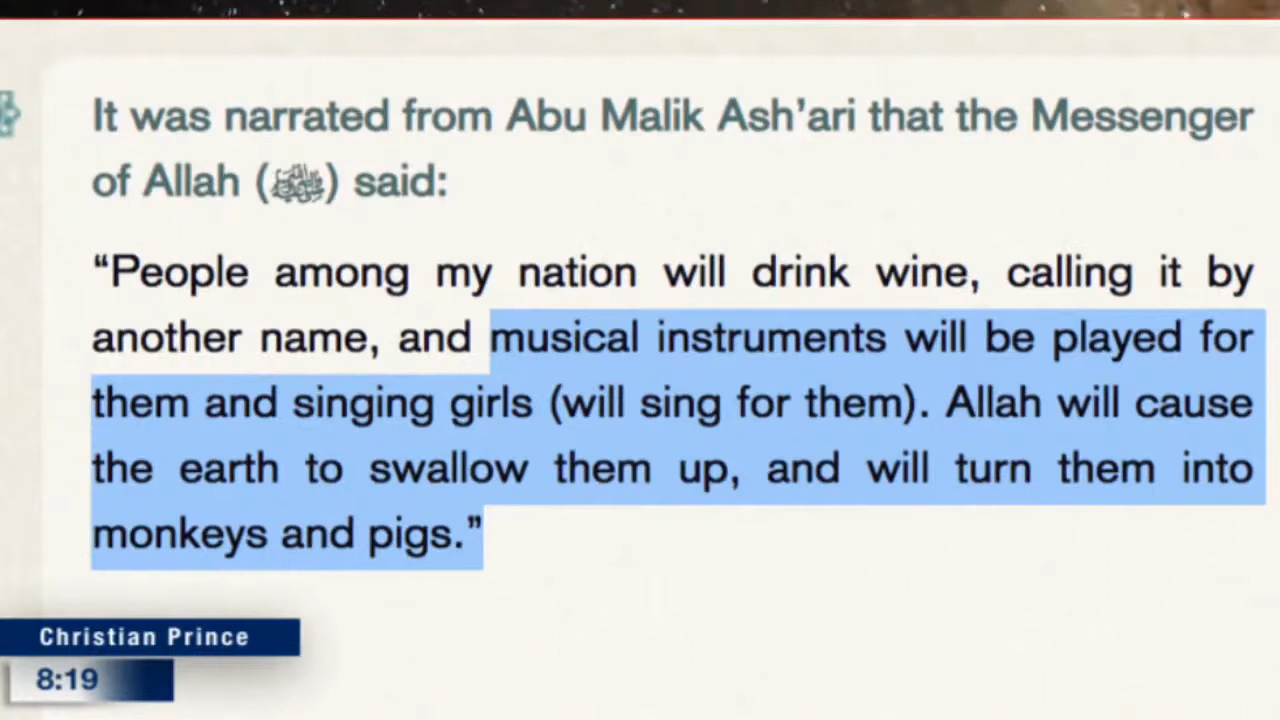 It was narrated from Abu Malik Ash'ari that the Messenger
of Allah (ﷺ) said:
“People among my nation will drink wine, calling it by
another name, and musical instruments will be played for
them and singing girls (will sing for them). Allah will cause
the earth to swallow them up, and will turn them into
monkeys and pigs.”
Christian Prince
8:19